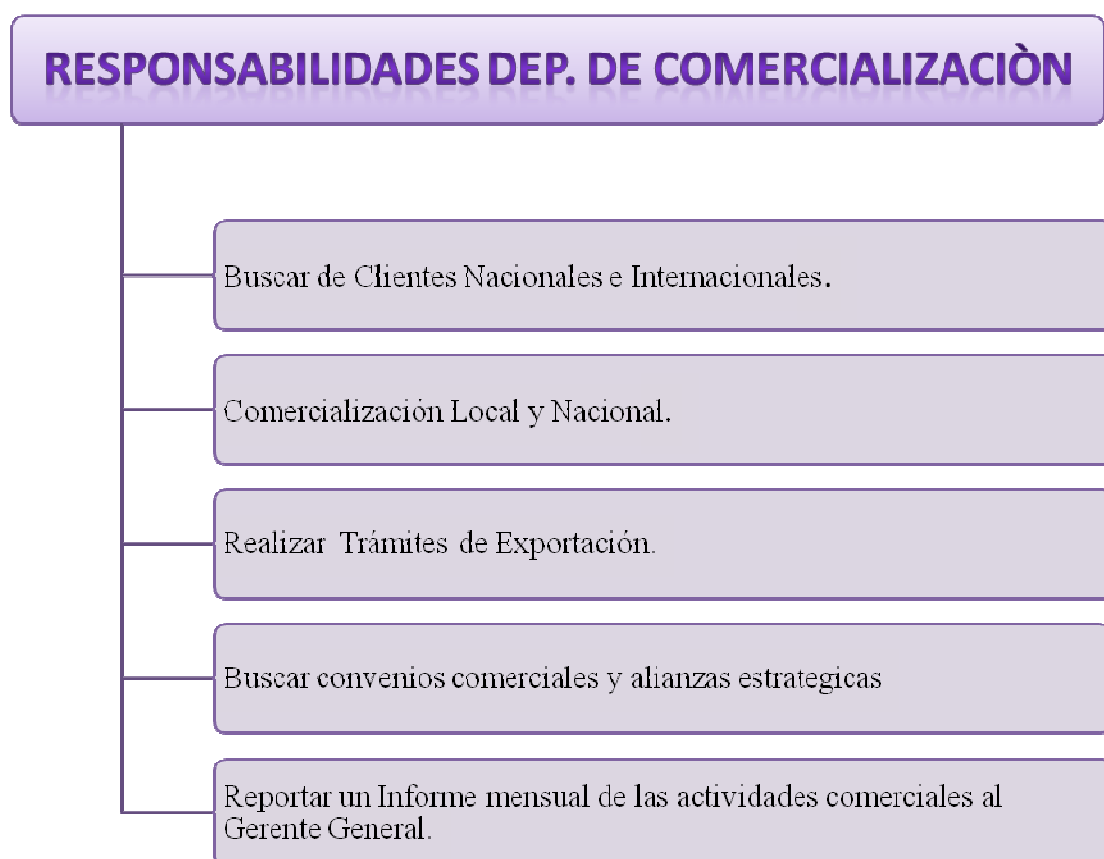 RESPONSABILIDADES DEP. DE COMERCIALIZACIÒN
Buscar de Clientes Nacionales e Internacionales.
Comercialización Local y Nacional.
Realizar Trámites de Exportación.
Buscar convenios comerciales y alianzas estrategicas
Reportar un Informe mensual de las actividades comerciales al
Gerente General.